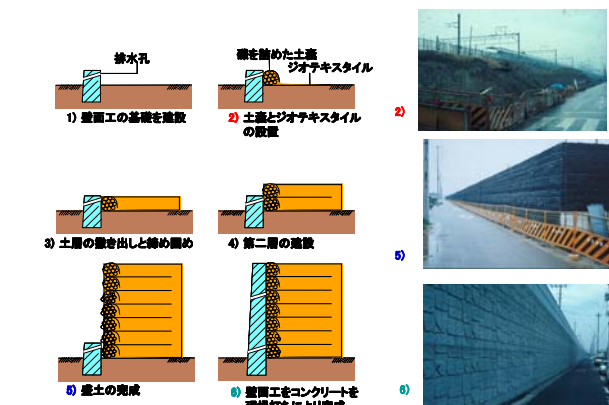 排水孔
礫を詰めた土嚢
ジオテキスタイル
1) 壁面工の基礎を建設
2) 土嚢とジオテキスタイル
の設置
2)
3) 土層の撒き出しと締め固め
4) 第二層の建設
5)
5) 盛土の完成
6) 壁面工をコンクリートを
6)